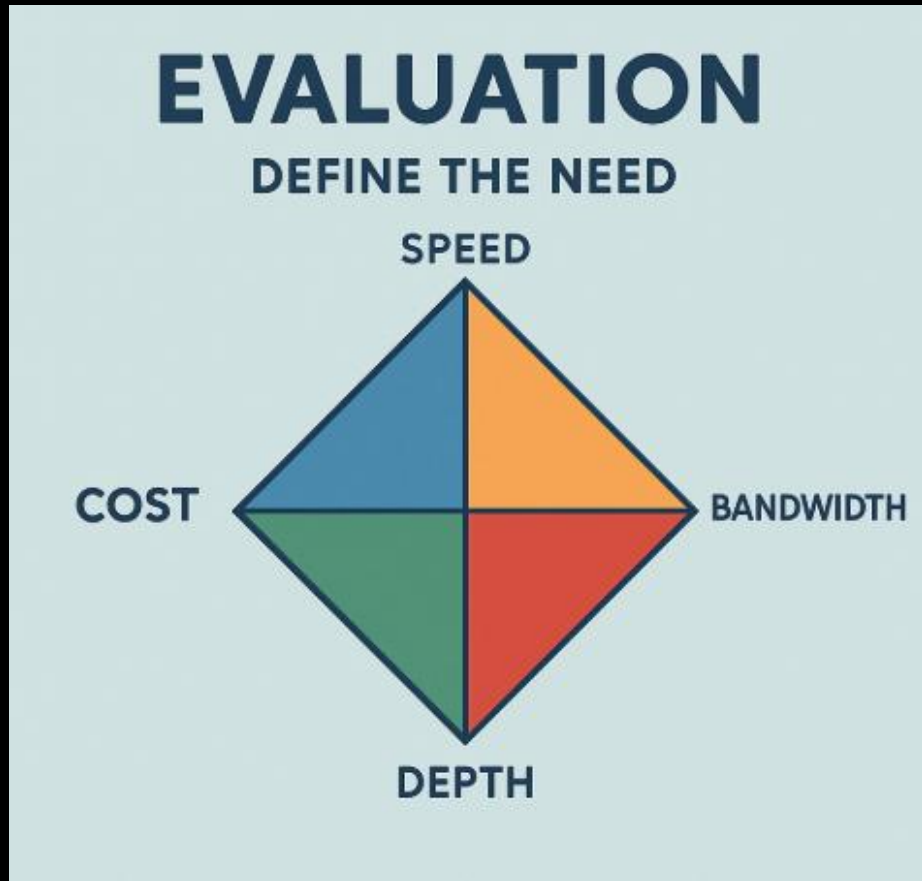 EVALUATION
DEFINE THE NEED
SPEED
COST
BANDWIDTH
DEPTH